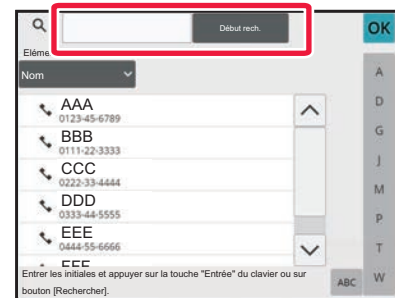 Début rech.
OK
Eléme
Nom
AAA
0123-45-6789
BBB
0111-22-3333
CCC
0222-33-4444
DDD
0333-44-5555
EEE
0444-55-6666
FFF
A
D
G
J
M
P
T
W
ABC
Entrer les initiales et appuyer sur la touche "Entrée" du clavier ou sur
bouton [Rechercher].